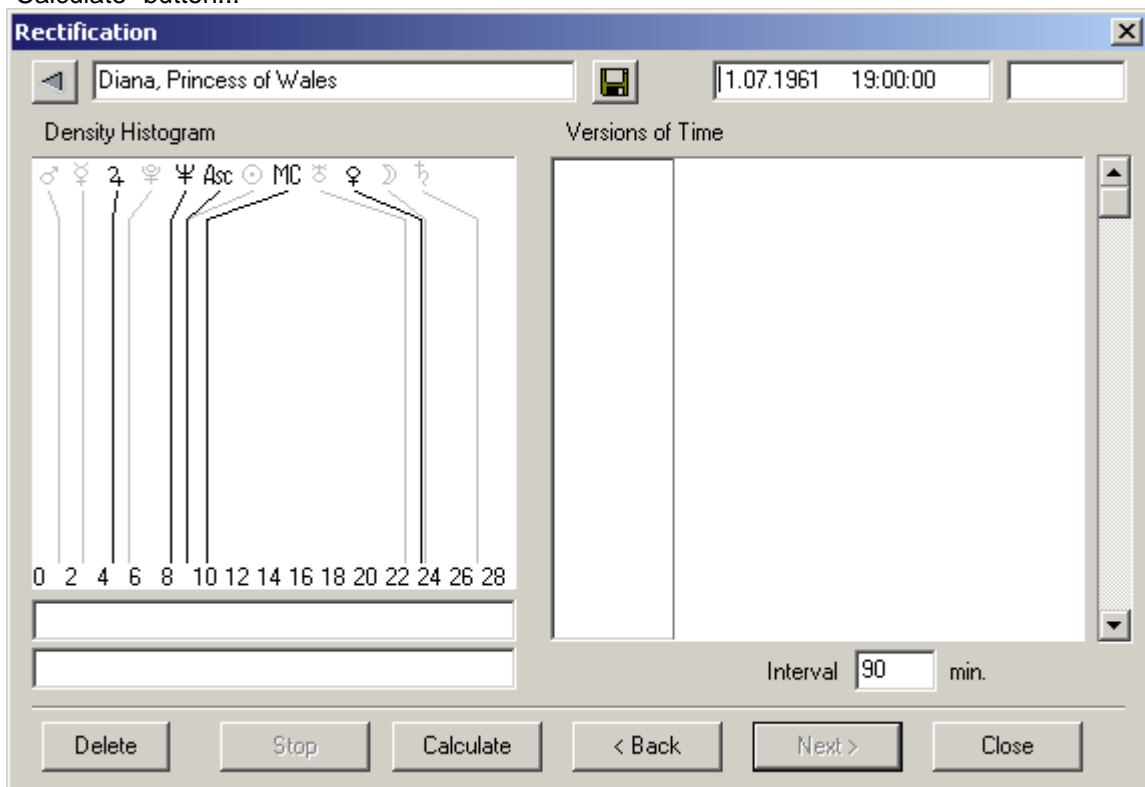 "Calculate" button...
Rectification
Diana, Princess of Wales 1.07.1961 19:00:00
Density Histogram Versions of Time
♂ ☿ ♃ ♆ Asc ☉ MC ♀ ☽ ♄
0 2 4 6 8 10 12 14 16 18 20 22 24 26 28
Interval 90 min.
Delete Stop Calculate < Back Next > Close